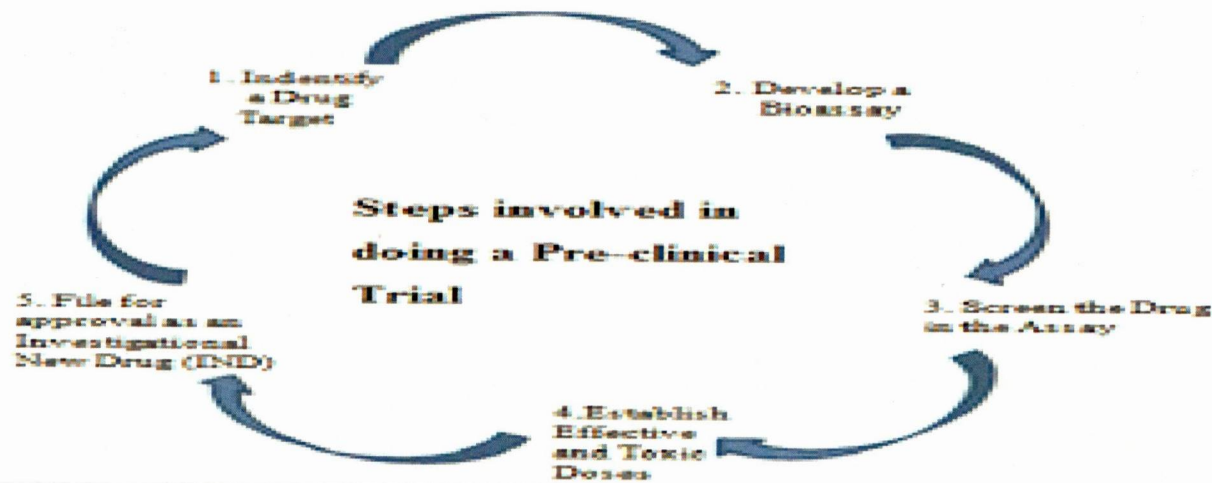 1. Indentify
a Drug
Target
2. Develop a
Bioassay
Steps involved in
doing a Pre-clinical
Trial
3. Screen the Drug
in the Assay
4.Establish
Effective
and Toxic
Doses
5. File for
approval as an
Investigational
New Drug (IND)